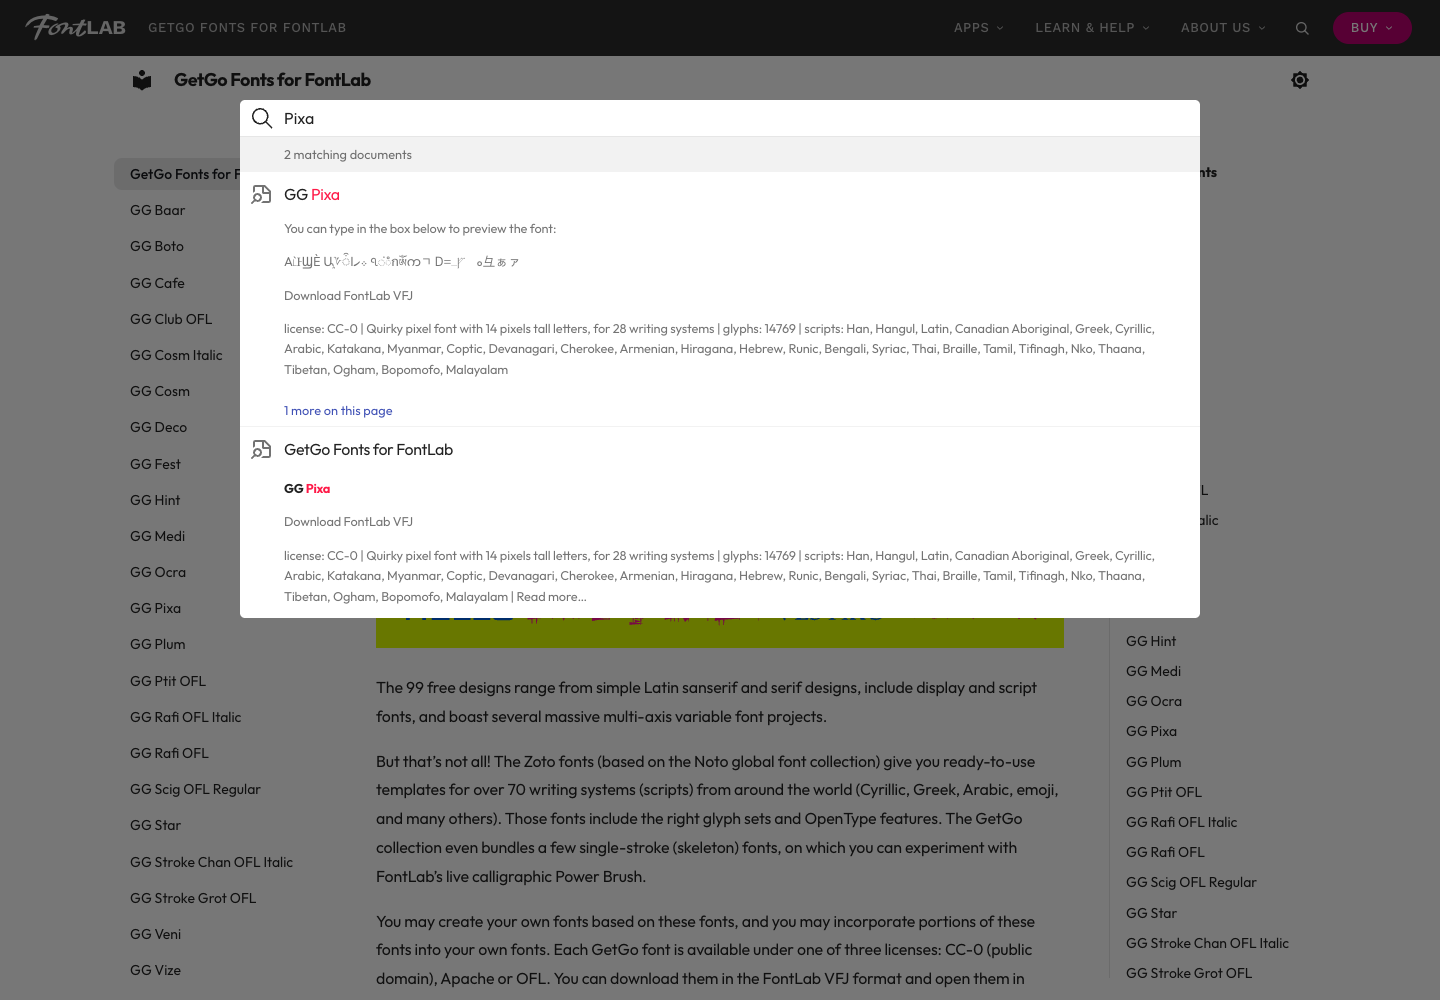 FontLAB
GETGO FONTS FOR FONTLAB
APPS
LEARN & HELP
ABOUT US
BUY
GetGo Fonts for FontLab
Pixa
2 matching documents
GG Pixa
You can type in the box below to preview the font:
Download FontLab VFJ
license: CC-0 | Quirky pixel font with 14 pixels tall letters, for 28 writing systems | glyphs: 14769 | scripts: Han, Hangul, Latin, Canadian Aboriginal, Greek, Cyrillic,
Arabic, Katakana, Myanmar, Coptic, Devanagari, Cherokee, Armenian, Hiragana, Hebrew, Runic, Bengali, Syriac, Thai, Braille, Tamil, Tifinagh, Nko, Thaana,
Tibetan, Ogham, Bopomofo, Malayalam
1 more on this page
GetGo Fonts for FontLab
GG Pixa
Download FontLab VFJ
license: CC-0 | Quirky pixel font with 14 pixels tall letters, for 28 writing systems | glyphs: 14769 | scripts: Han, Hangul, Latin, Canadian Aboriginal, Greek, Cyrillic,
Arabic, Katakana, Myanmar, Coptic, Devanagari, Cherokee, Armenian, Hiragana, Hebrew, Runic, Bengali, Syriac, Thai, Braille, Tamil, Tifinagh, Nko, Thaana,
Tibetan, Ogham, Bopomofo, Malayalam | Read more…
GetGo Fonts for
GG Baar
GG Boto
GG Cafe
GG Club OFL
GG Cosm Italic
GG Cosm
GG Deco
GG Fest
GG Hint
GG Medi
GG Ocra
GG Pixa
GG Plum
GG Ptit OFL
GG Rafi OFL Italic
GG Rafi OFL
GG Scig OFL Regular
GG Star
GG Stroke Chan OFL Italic
GG Stroke Grot OFL
GG Veni
GG Vize
The 99 free designs range from simple Latin sanserif and serif designs, include display and script
fonts, and boast several massive multi-axis variable font projects.
But that’s not all! The Zoto fonts (based on the Noto global font collection) give you ready-to-use
templates for over 70 writing systems (scripts) from around the world (Cyrillic, Greek, Arabic, emoji,
and many others). Those fonts include the right glyph sets and OpenType features. The GetGo
collection even bundles a few single-stroke (skeleton) fonts, on which you can experiment with
FontLab’s live calligraphic Power Brush.
You may create your own fonts based on these fonts, and you may incorporate portions of these
fonts into your own fonts. Each GetGo font is available under one of three licenses: CC-0 (public
domain), Apache or OFL. You can download them in the FontLab VFJ format and open them in
GG Hint
GG Medi
GG Ocra
GG Pixa
GG Plum
GG Ptit OFL
GG Rafi OFL Italic
GG Rafi OFL
GG Scig OFL Regular
GG Star
GG Stroke Chan OFL Italic
GG Stroke Grot OFL